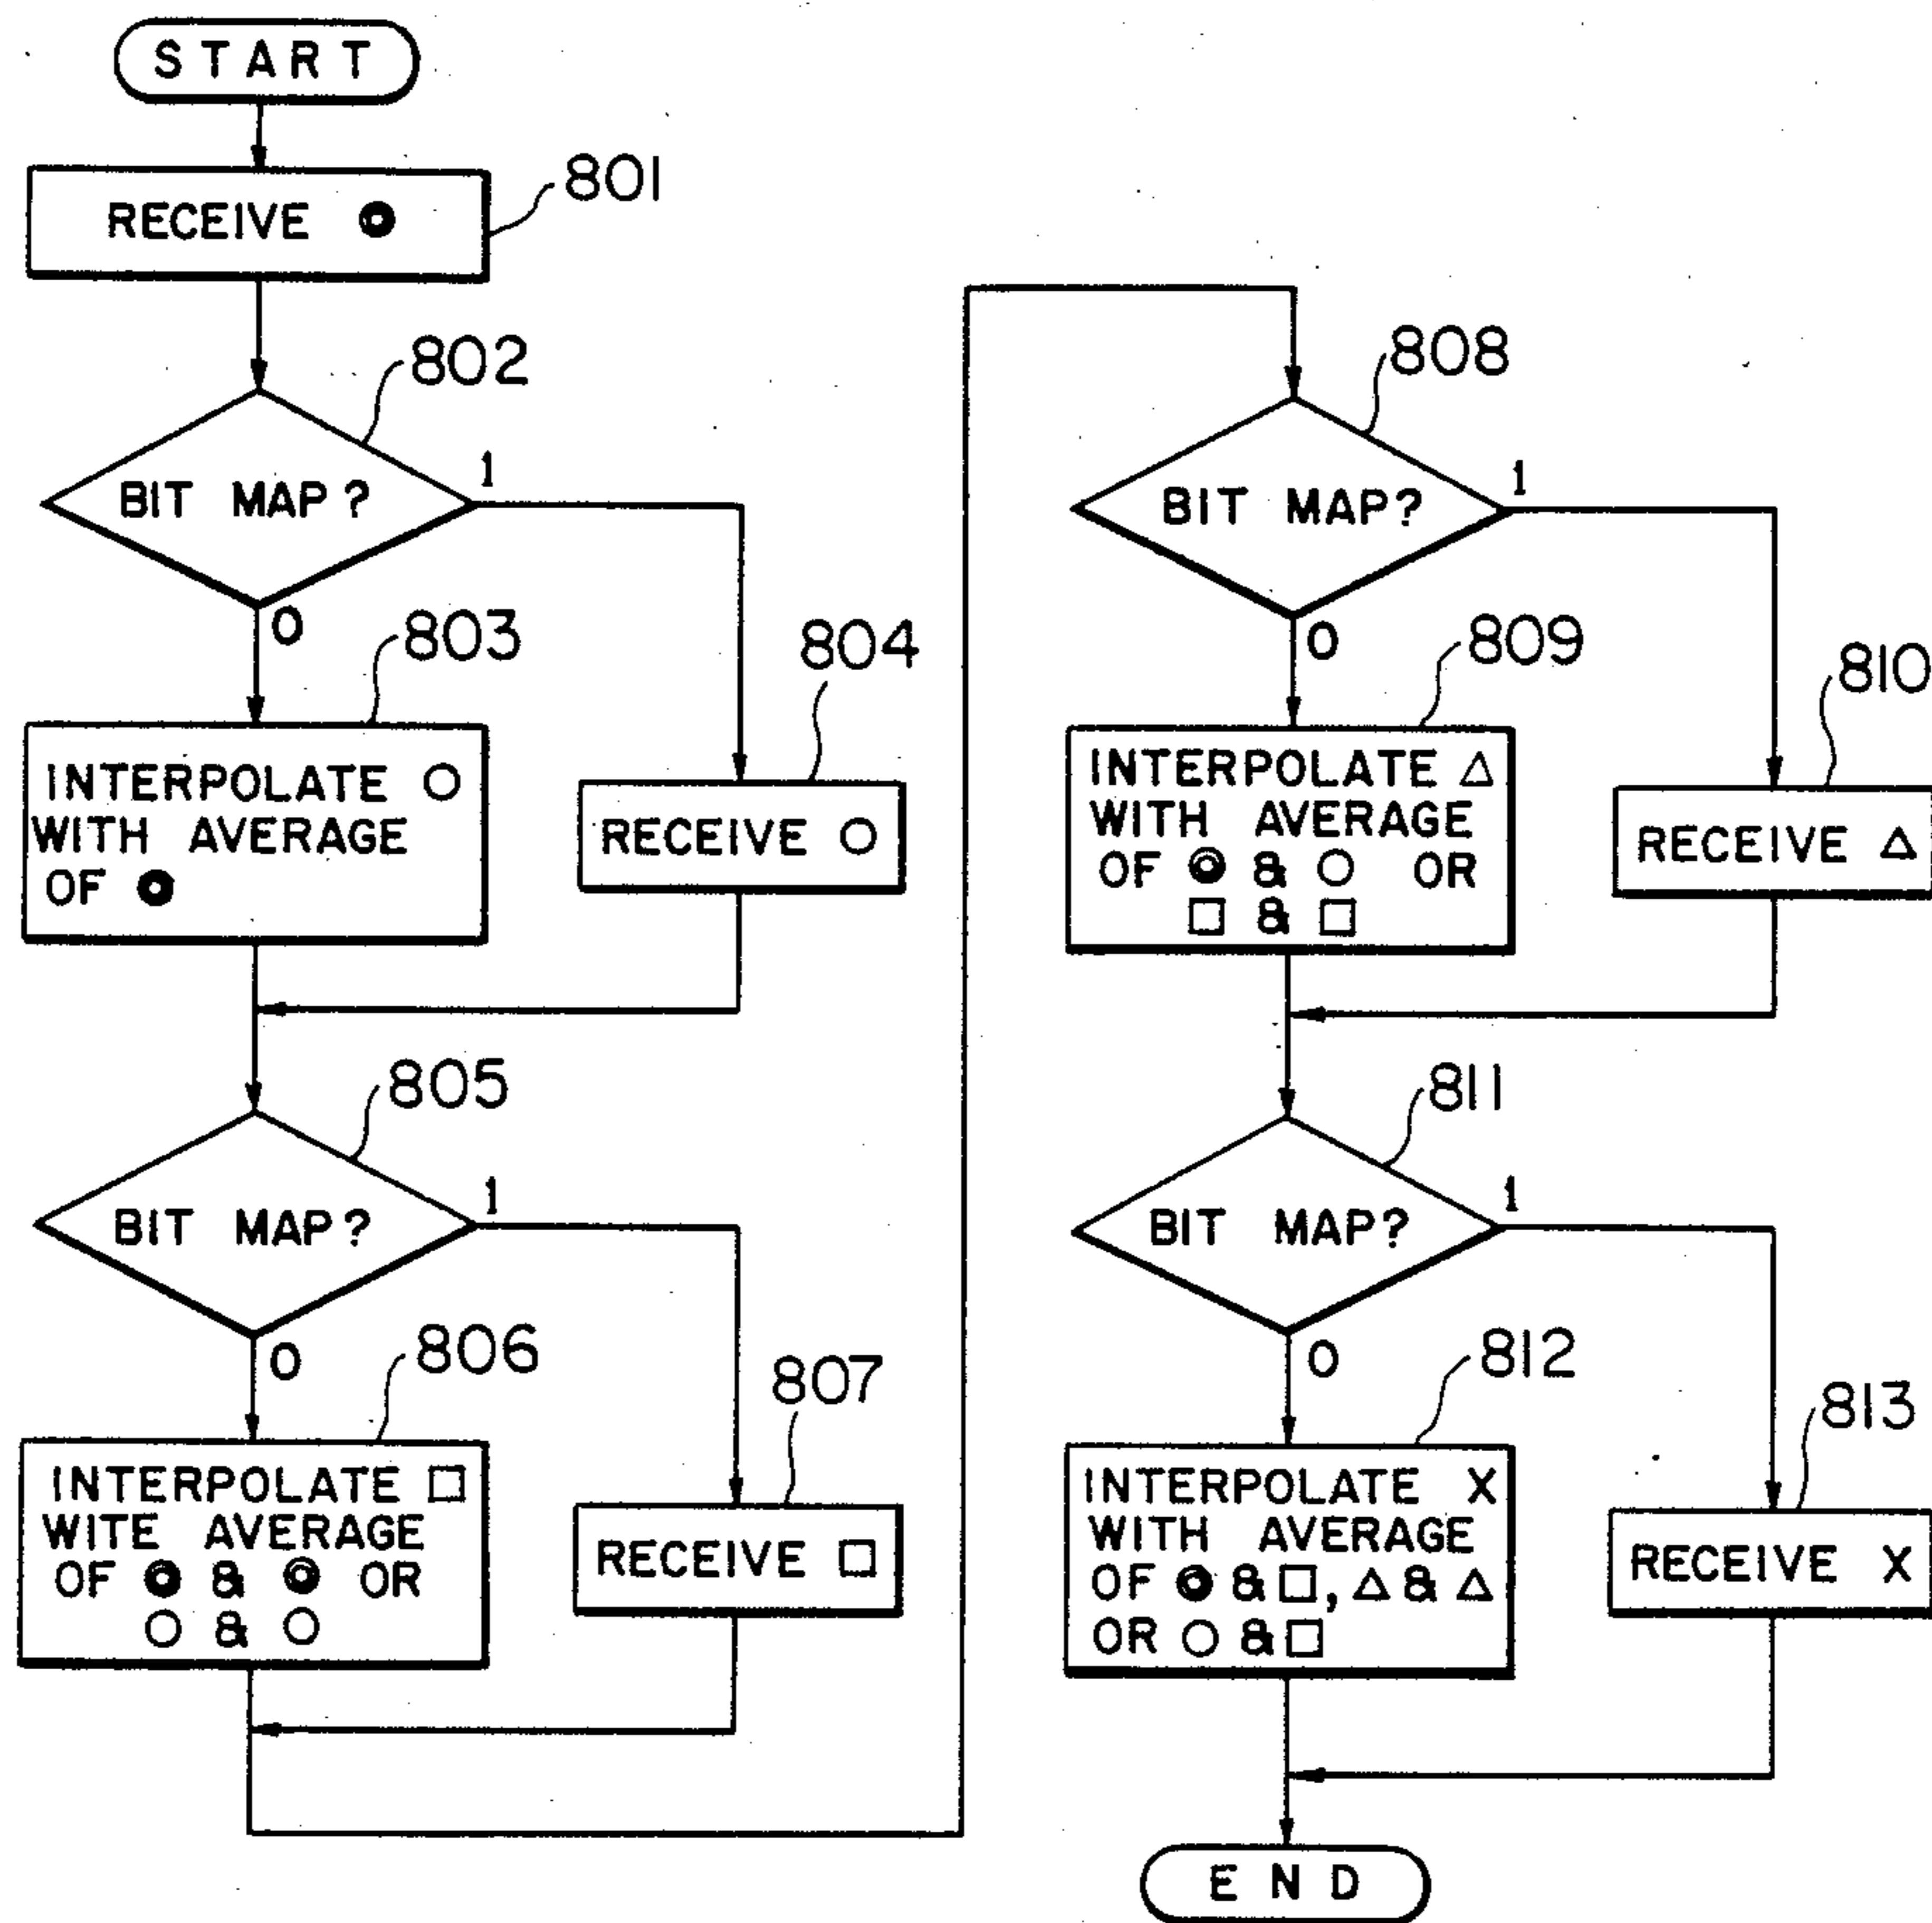 START
RECEIVE ◎
801
BIT MAP?
802
1
0
INTERPOLATE ○
WITH AVERAGE
OF ◎
803
RECEIVE ○
804
BIT MAP?
805
1
0
INTERPOLATE □
WITE AVERAGE
OF ◎ & ◎ OR
○ & ○
806
RECEIVE □
807
BIT MAP?
808
1
0
INTERPOLATE △
WITH AVERAGE
OF ◎ & ○ OR
□ & □
809
RECEIVE △
810
BIT MAP?
811
1
0
INTERPOLATE X
WITH AVERAGE
OF ◎ & □, △ & △
OR ○ & □
812
RECEIVE X
813
END